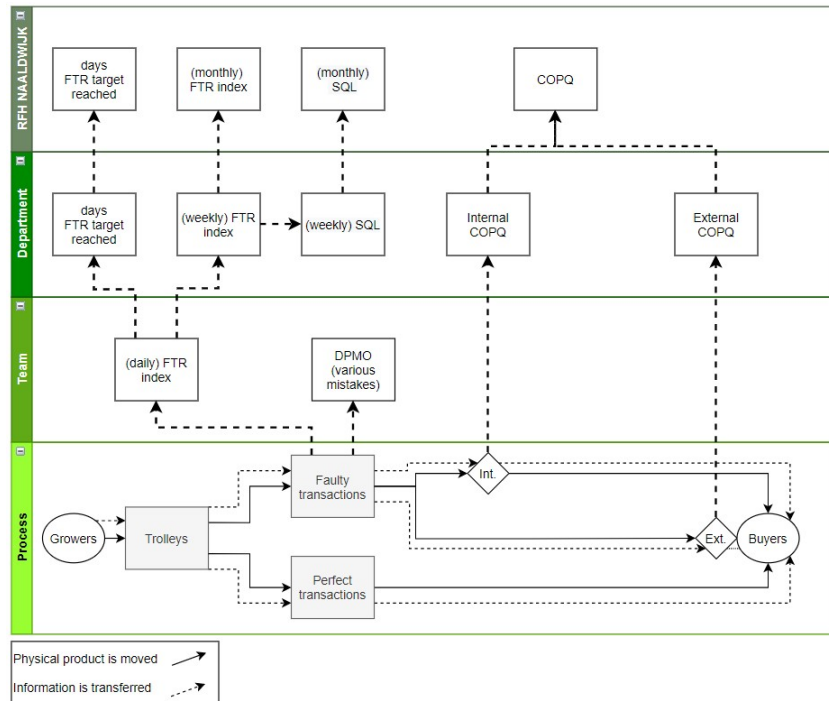 RFH NAALDWIJK
days
FTR target
reached
(monthly)
FTR index
(monthly)
SQL
COPQ
Department
days
FTR target
reached
(weekly) FTR
index
(weekly) SQL
Internal
COPQ
External
COPQ
Team
(daily) FTR
index
DPMO
(various
mistakes)
Process
Growers
Trolleys
Faulty
transactions
Perfect
transactions
Int.
Ext.
Buyers
Physical product is moved
Information is transferred